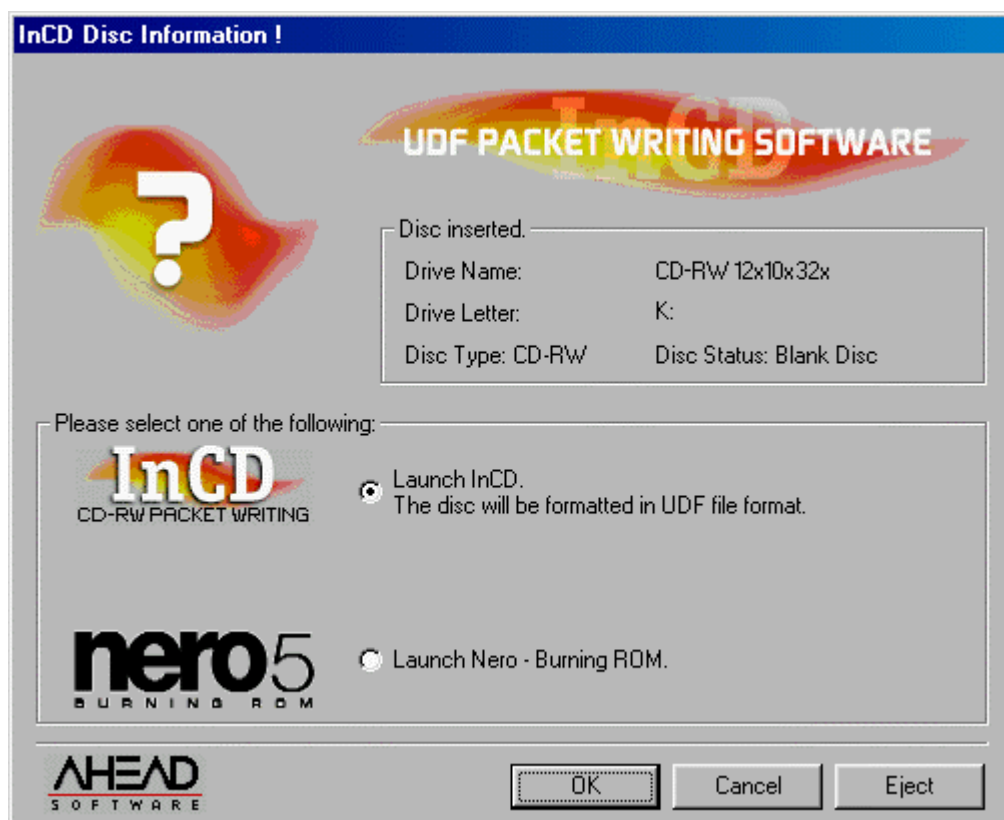 InCD Disc Information !
InCD
UDF PACKET WRITING SOFTWARE
?
Disc inserted.
Drive Name: CD-RW 12x10x32x
Drive Letter: K:
Disc Type: CD-RW Disc Status: Blank Disc
Please select one of the following:
InCD
CD-RW PACKET WRITING
Launch InCD.
The disc will be formatted in UDF file format.
nero5
BURNING ROM
Launch Nero - Burning ROM.
AHEAD
SOFTWARE
OK Cancel Eject